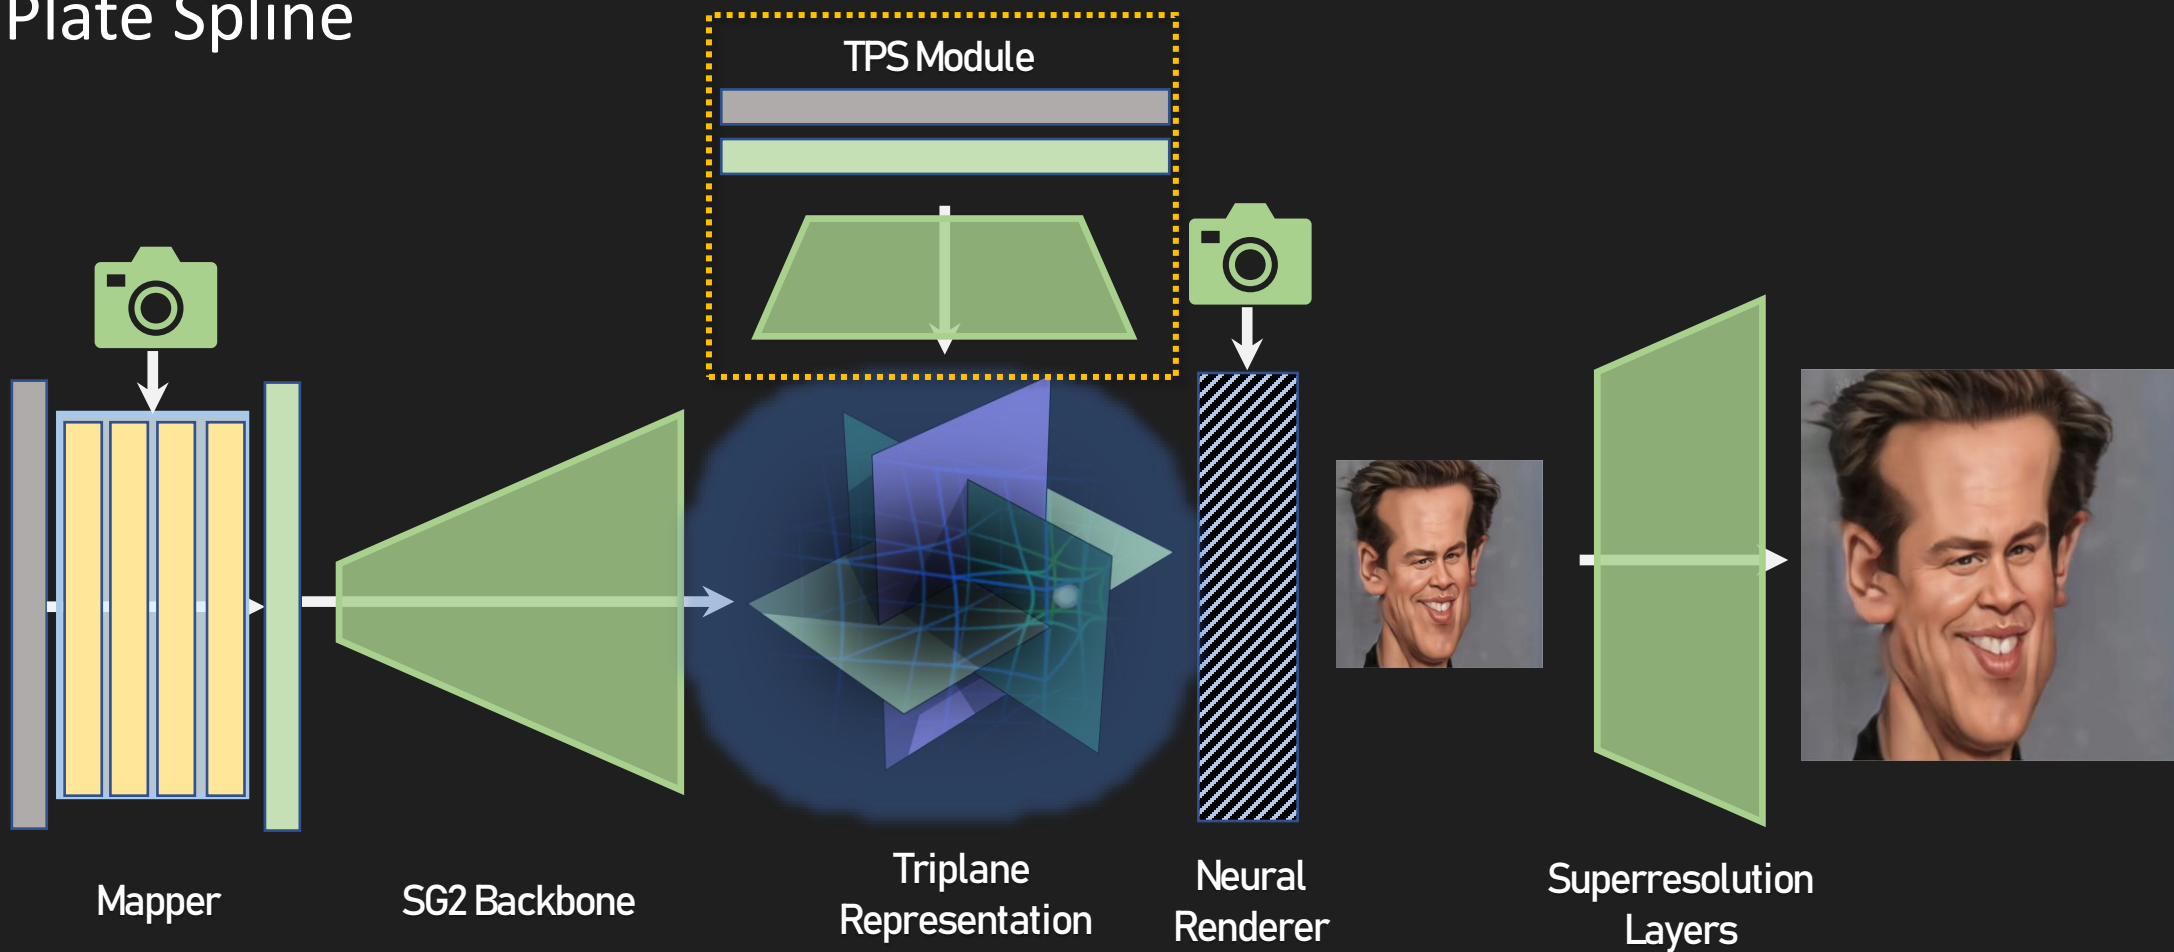 Plate Spline
TPS Module
Mapper
SG2 Backbone
Triplane
Representation
Neural
Renderer
Superresolution
Layers